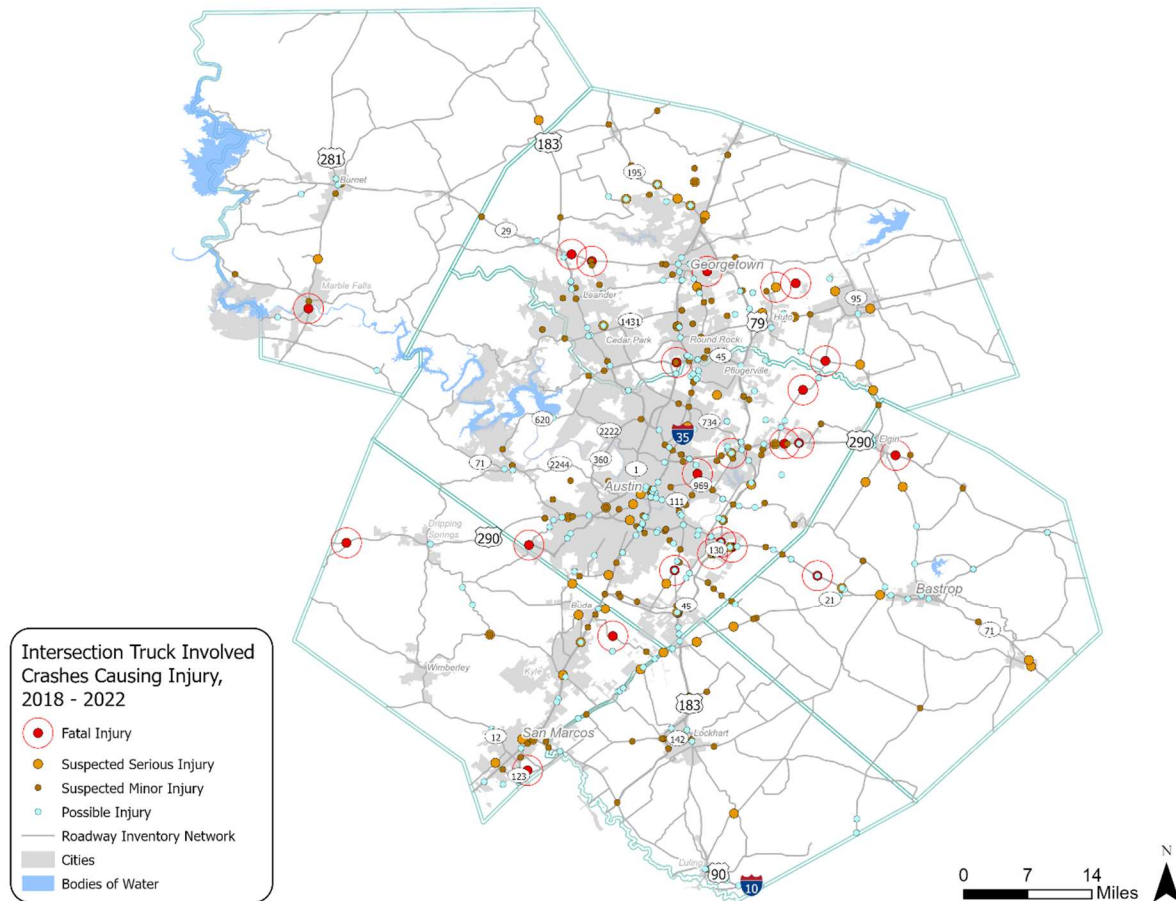 183
281
Burnet
195
29
Georgetown
Marble Falls
Leander
95
1431
79
Hutto
Cedar Park
Round Rock
45
Pflugerville
620
734
2222
35
290
Elgin
71
2244
360
1
969
Austin
111
Dripping
Springs
290
130
21
Bastrop
Buda
45
71
Wimberley
Kyle
183
12
San Marcos
142
Lockhart
123
Luling
90
10
Intersection Truck Involved
Crashes Causing Injury,
2018 - 2022
Fatal Injury
Suspected Serious Injury
Suspected Minor Injury
Possible Injury
Roadway Inventory Network
Cities
Bodies of Water
N
0 7 14
Miles